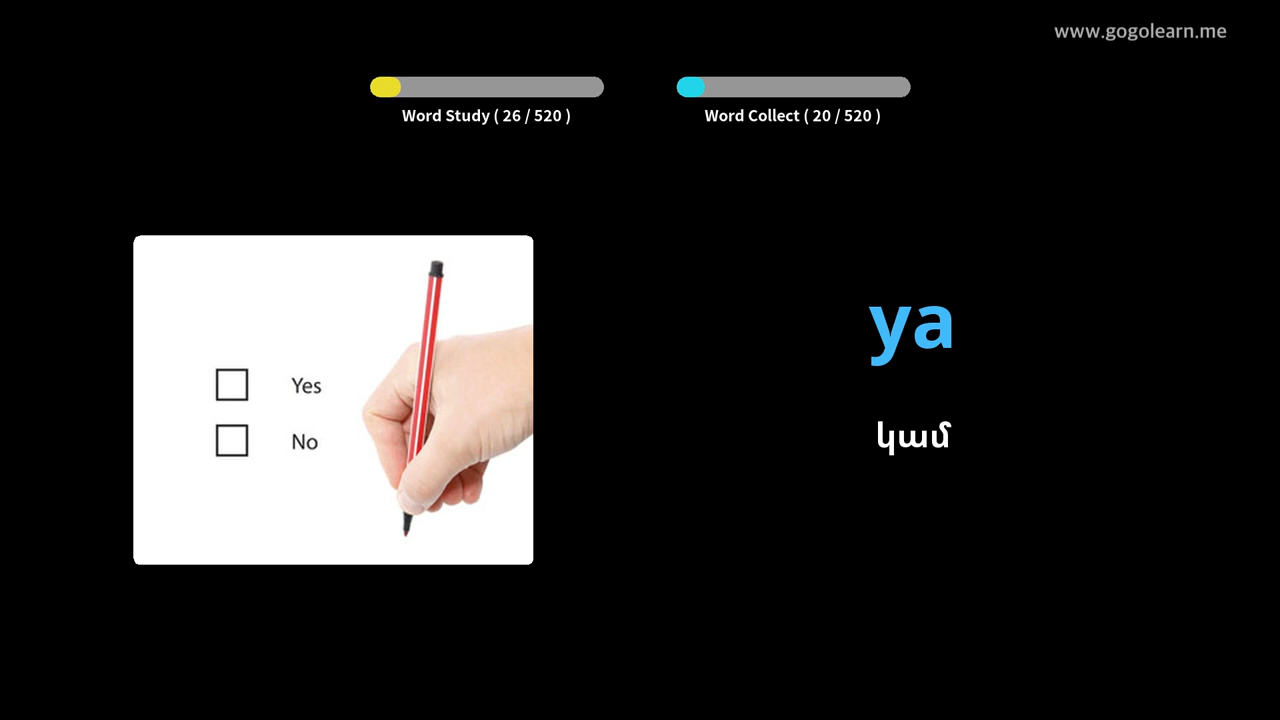 www.gogolearn.me
Word Study ( 26 / 520 )
Word Collect ( 20 / 520 )
Yes
No
ya
կամ